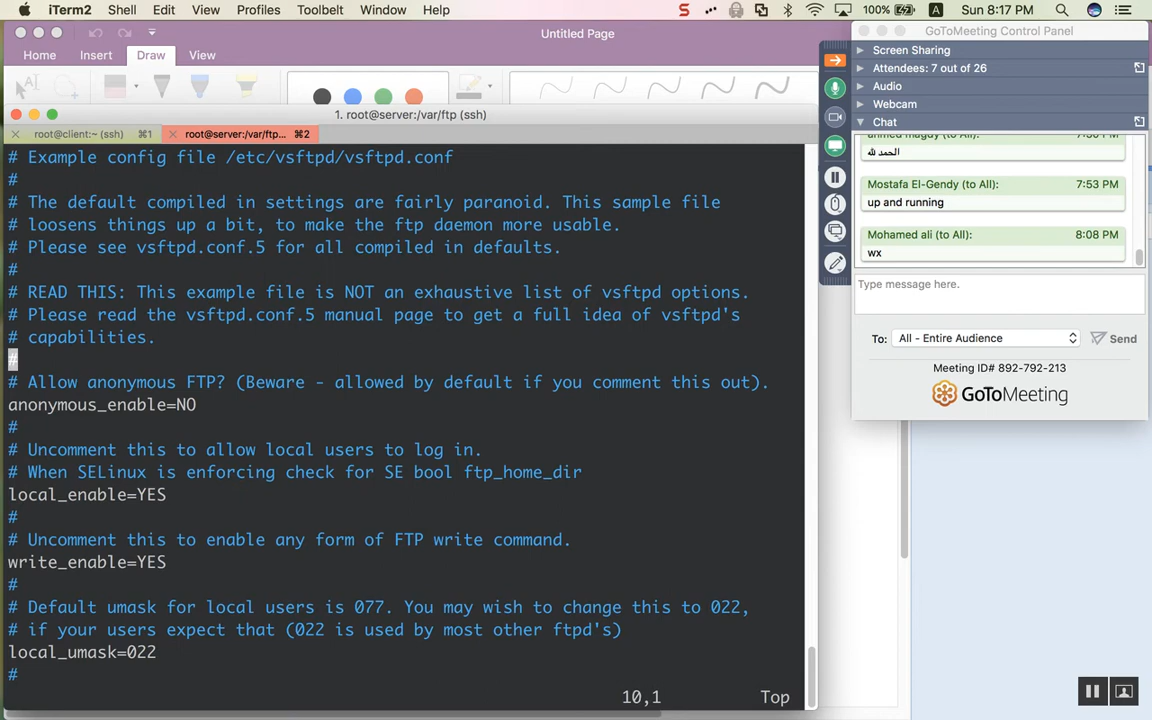 iTerm2 Shell Edit View Profiles Toolbelt Window Help
100% A Sun 8:17 PM
Untitled Page
Home Insert Draw View
1. root@server:/var/ftp (ssh)
root@client:~ (ssh) ⌘1
root@server:/var/ftp... ⌘2
# Example config file /etc/vsftpd/vsftpd.conf
#
# The default compiled in settings are fairly paranoid. This sample file
# loosens things up a bit, to make the ftp daemon more usable.
# Please see vsftpd.conf.5 for all compiled in defaults.
#
# READ THIS: This example file is NOT an exhaustive list of vsftpd options.
# Please read the vsftpd.conf.5 manual page to get a full idea of vsftpd's
# capabilities.
#
# Allow anonymous FTP? (Beware - allowed by default if you comment this out).
anonymous_enable=NO
#
# Uncomment this to allow local users to log in.
# When SELinux is enforcing check for SE bool ftp_home_dir
local_enable=YES
#
# Uncomment this to enable any form of FTP write command.
write_enable=YES
#
# Default umask for local users is 077. You may wish to change this to 022,
# if your users expect that (022 is used by most other ftpd's)
local_umask=022
#
10,1 Top
GoToMeeting Control Panel
Screen Sharing
Attendees: 7 out of 26
Audio
Webcam
Chat
ahmed magdy (to All):
الحمد لله
Mostafa El-Gendy (to All): 7:53 PM
up and running
Mohamed ali (to All): 8:08 PM
wx
Type message here.
To: All - Entire Audience Send
Meeting ID# 892-792-213
GoToMeeting